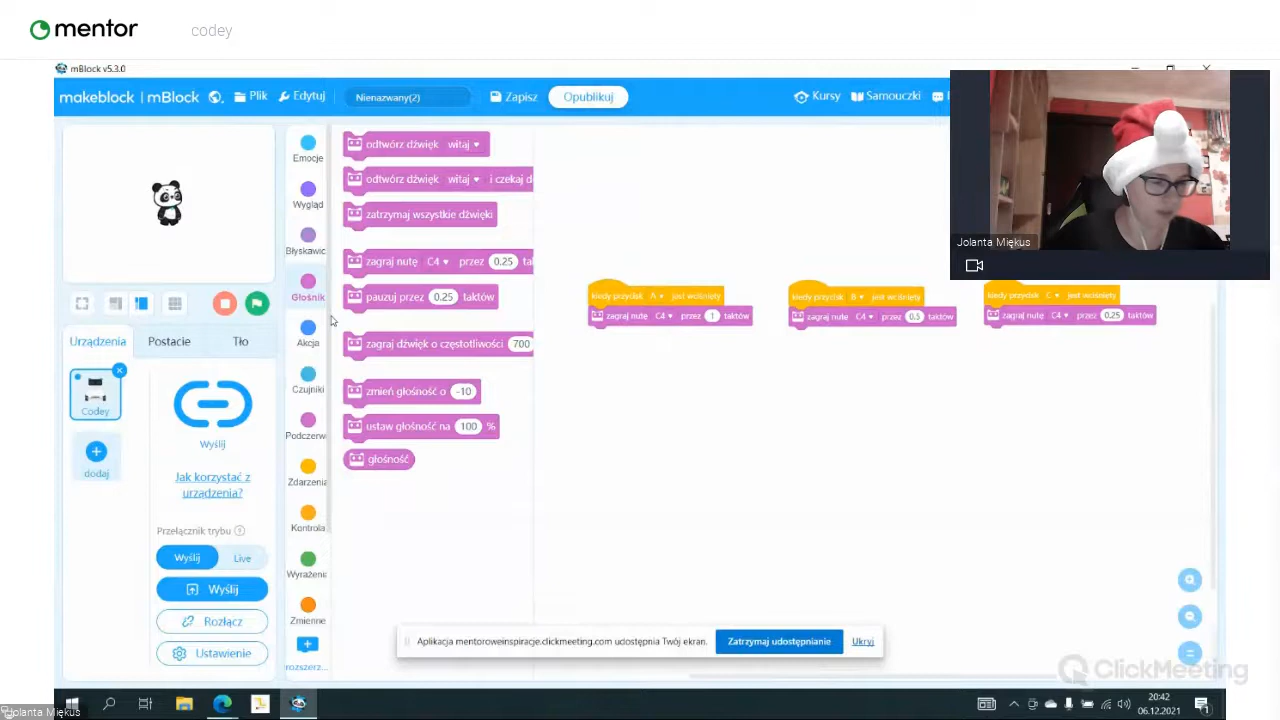 mentor
codey
mBlock v5.3.0
makeblock | mBlock
Plik
Edytuj
Nienazwany(2)
Zapisz
Opublikuj
Kursy
Samouczki
Jolanta Miękus
Emocje
Wygląd
Błyskawic
Głośnik
Akcja
Czujniki
Podczerw
Zdarzenia
Kontrola
Wyrażenia
Zmienne
rozszerz...
odtwórz dźwięk witaj
odtwórz dźwięk witaj i czekaj do
zatrzymaj wszystkie dźwięki
zagraj nutę C4 przez 0.25 tak
pauzuj przez 0.25 taktów
zagraj dźwięk o częstotliwości 700
zmień głośność o -10
ustaw głośność na 100 %
głośność
kiedy przycisk A jest wciśnięty
zagraj nutę C4 przez 1 taktów
kiedy przycisk B jest wciśnięty
zagraj nutę C4 przez 0.5 taktów
kiedy przycisk C jest wciśnięty
zagraj nutę C4 przez 0.25 taktów
Urządzenia
Postacie
Tło
Codey
dodaj
Wyślij
Jak korzystać z
urządzenia?
Przełącznik trybu
Wyślij
Live
Wyślij
Rozłącz
Ustawienie
Aplikacja mentoroweinspiracje.clickmeeting.com udostępnia Twój ekran.
Zatrzymaj udostępnianie
Ukryj
ClickMeeting
Jolanta Miękus
20:42
06.12.2021
1